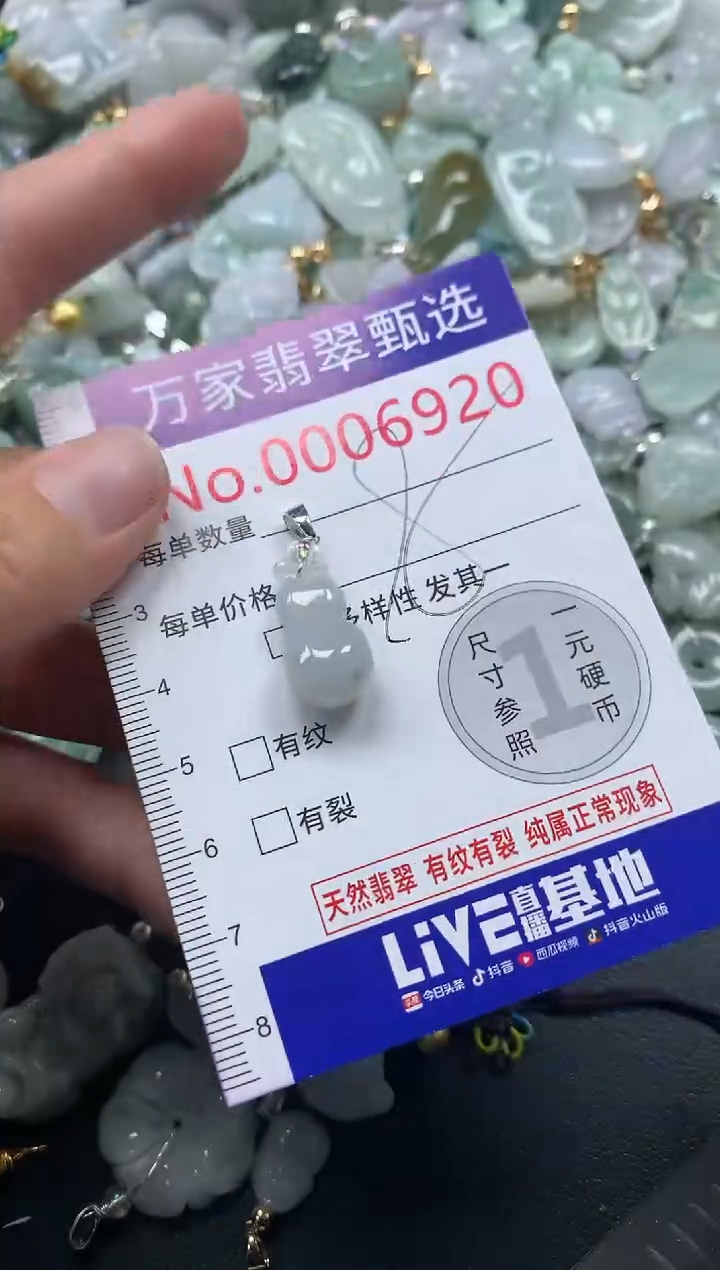 万家翡翠甄选
No.0006920
每单数量
每单价格
多样性 发其一
3
4
5
6
7
8
有纹
有裂
尺寸参照
一元硬币
1
天然翡翠 有纹有裂 纯属正常现象
LiVE直播基地
头条 今日头条 抖音 西瓜视频 抖音火山版